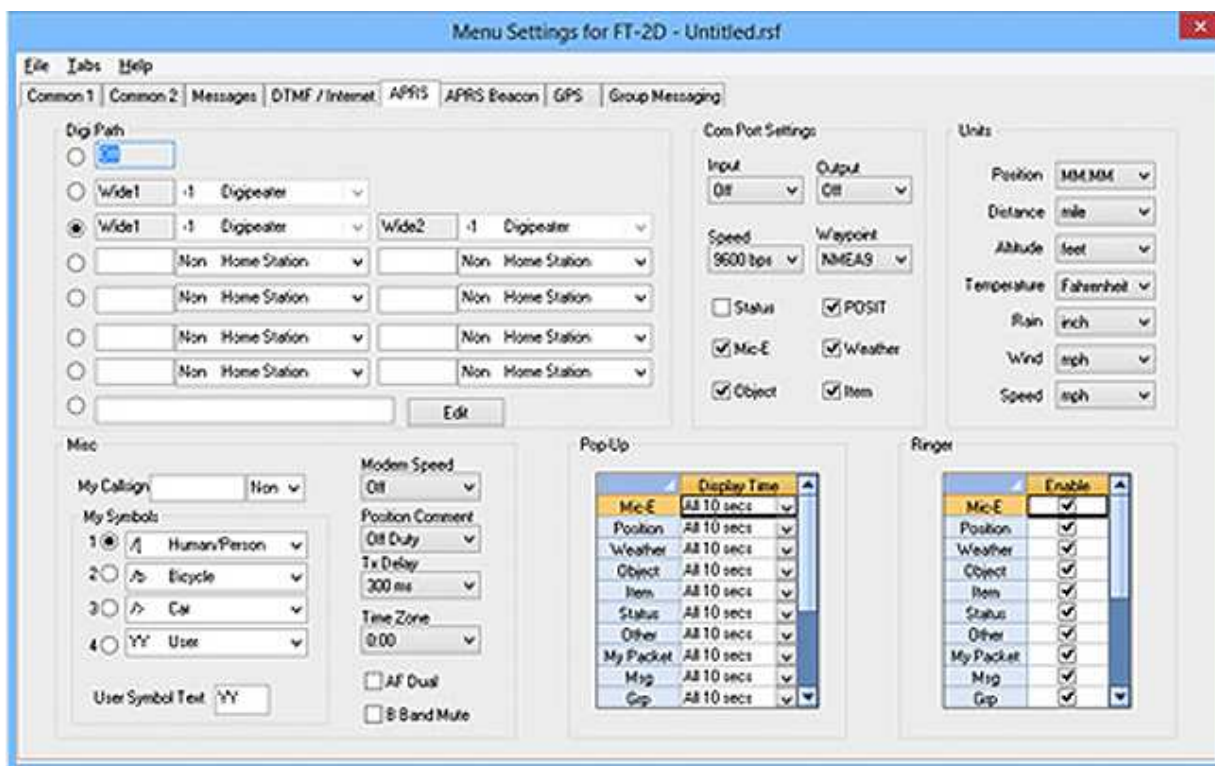 Menu Settings for FT-2D - Untitled.rsf
File Tabs Help
Common 1 Common 2 Messages DTMF / Internet APRS APRS Beacon GPS Group Messaging
Digi Path
Off
Wide1 -1 Digipeater
Wide1 -1 Digipeater Wide2 -1 Digipeater
Non Home Station Non Home Station
Non Home Station Non Home Station
Non Home Station Non Home Station
Non Home Station Non Home Station
Edit
Com Port Settings
Input Output
Off Off
Speed Waypoint
9600 bps NMEA9
Status POSIT
Mic-E Weather
Object Item
Units
Position MM.MM
Distance mile
Altitude feet
Temperature Fahrenheit
Rain inch
Wind mph
Speed mph
Misc
My Callsign Non
My Symbols
1 /[ Human/Person
2 /b Bicycle
3 /> Car
4 YY User
User Symbol Text YY
Modem Speed
Off
Position Comment
Off Duty
Tx Delay
300 ms
Time Zone
0:00
AF Dual
B Band Mute
Pop-Up
Display Time
Mic-E All 10 secs
Position All 10 secs
Weather All 10 secs
Object All 10 secs
Item All 10 secs
Status All 10 secs
Other All 10 secs
My Packet All 10 secs
Msg All 10 secs
Grp All 10 secs
Ringer
Enable
Mic-E
Position
Weather
Object
Item
Status
Other
My Packet
Msg
Grp